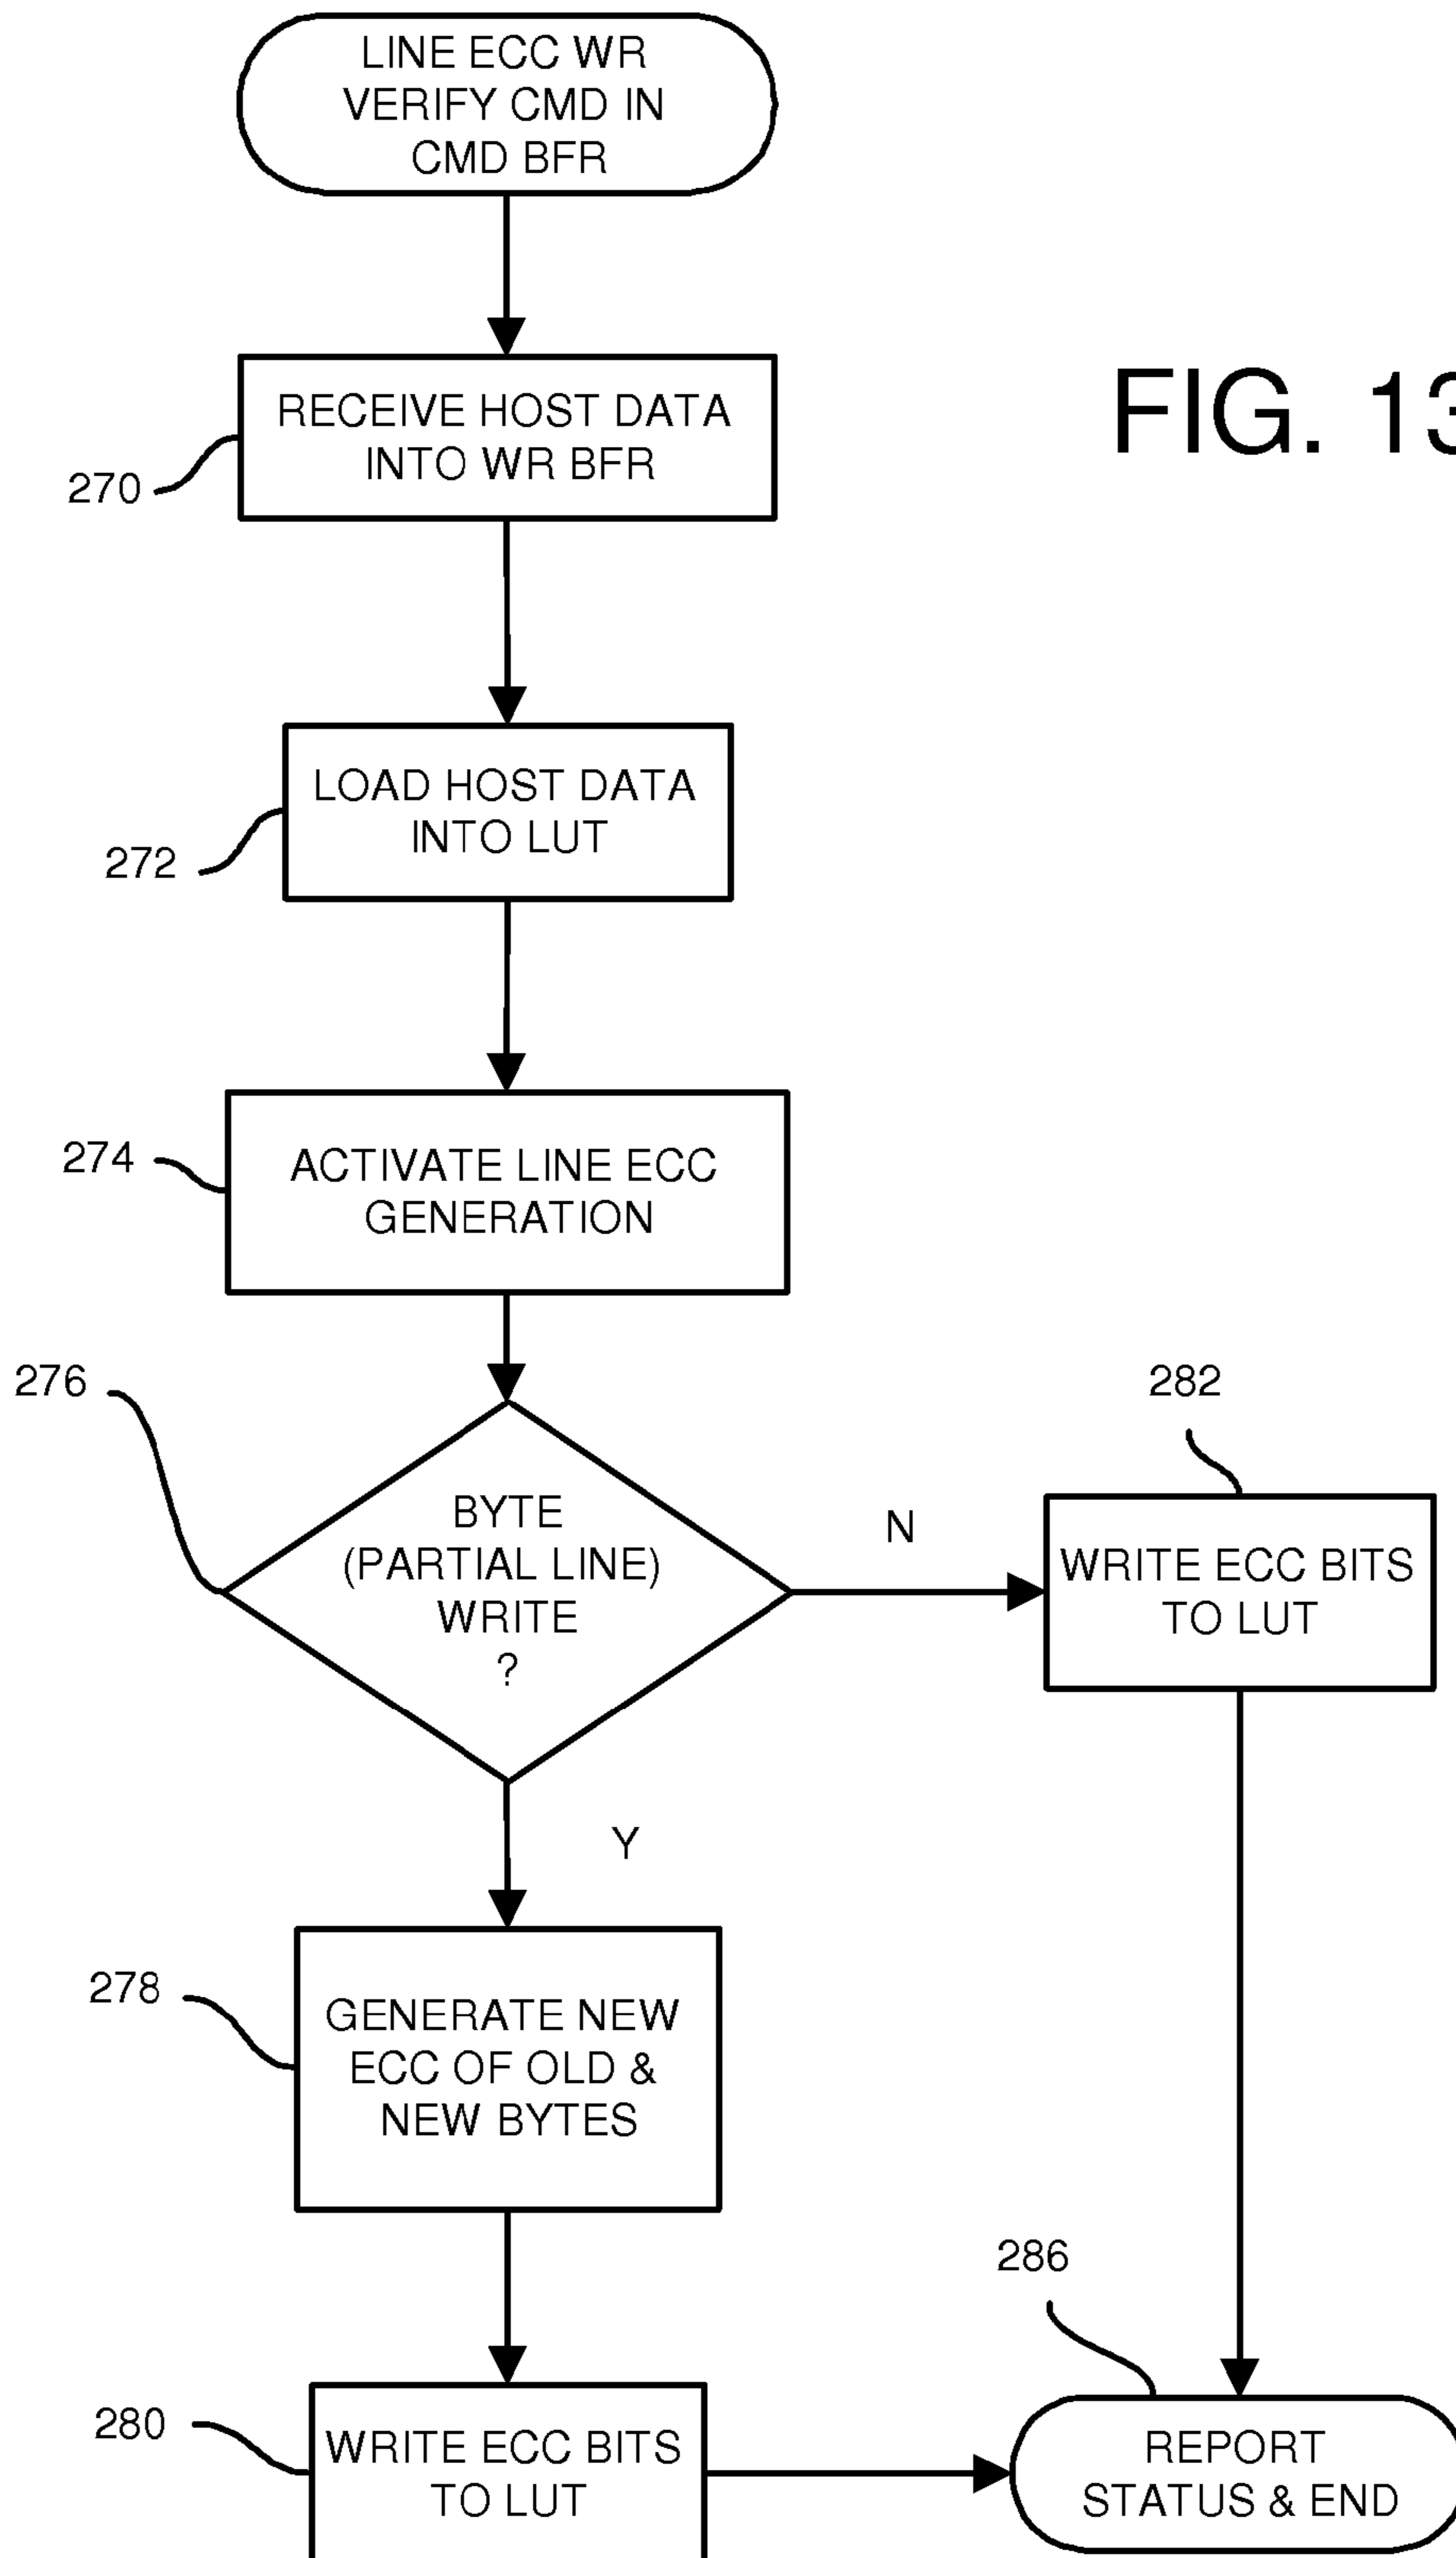 LINE ECC WR
VERIFY CMD IN
CMD BFR
RECEIVE HOST DATA
INTO WR BFR
270
FIG. 13
LOAD HOST DATA
INTO LUT
272
274
ACTIVATE LINE ECC
GENERATION
276
282
BYTE
(PARTIAL LINE)
WRITE
?
N
WRITE ECC BITS
TO LUT
Y
278
GENERATE NEW
ECC OF OLD &
NEW BYTES
286
280
WRITE ECC BITS
TO LUT
REPORT
STATUS & END